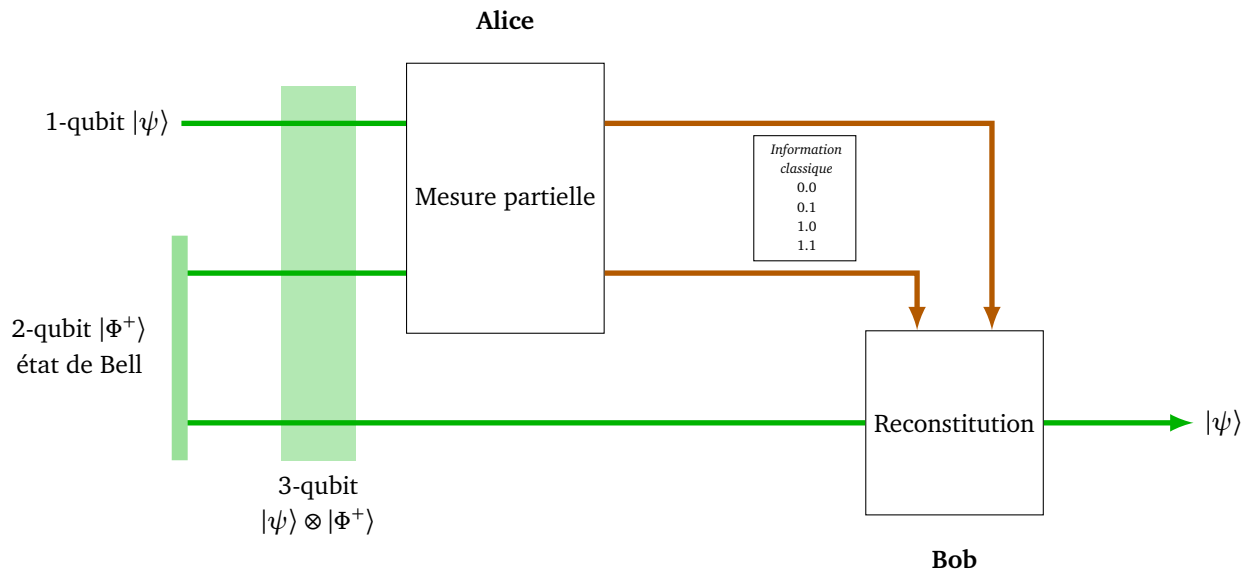 Alice
1-qubit |ψ⟩
Mesure partielle
Information
classique
0.0
0.1
1.0
1.1
2-qubit |Φ⁺⟩
état de Bell
Reconstitution
|ψ⟩
3-qubit
|ψ⟩ ⊗ |Φ⁺⟩
Bob